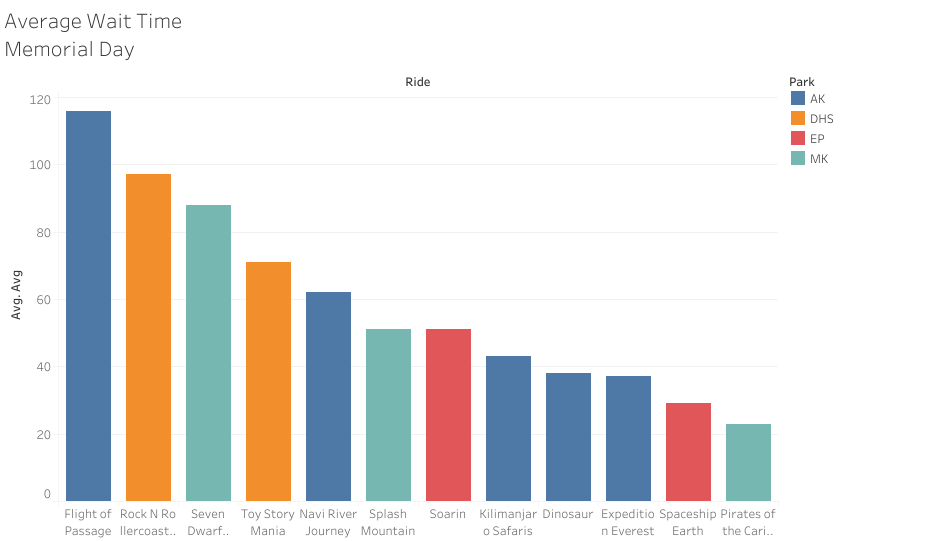 Average Wait Time
Memorial Day
Ride
Park
AK
DHS
EP
MK
Avg. Avg
120
100
80
60
40
20
0
Flight of
Passage
Rock N Ro
llercoast..
Seven
Dwarf..
Toy Story
Mania
Navi River
Journey
Splash
Mountain
Soarin
Kilimanjar
o Safaris
Dinosaur
Expeditio
n Everest
Spaceship
Earth
Pirates of
the Cari..